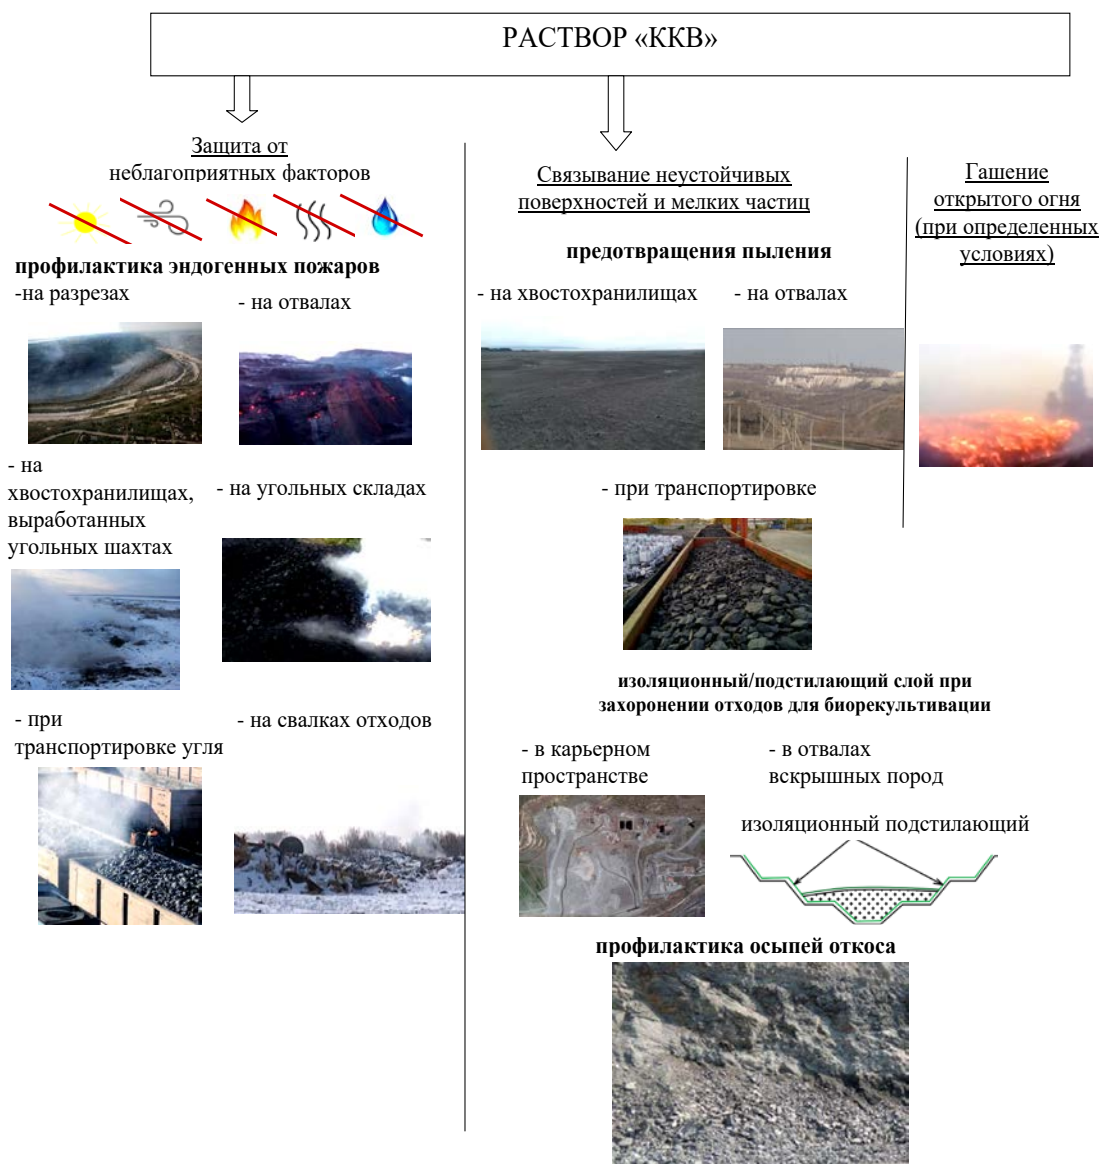 РАСТВОР «ККВ»
Защита от
неблагоприятных факторов
профилактика эндогенных пожаров
-на разрезах
- на отвалах
- на
хвостохранилищах,
выработанных
угольных шахтах
- на угольных складах
- при
транспортировке угля
- на свалках отходов
Связывание неустойчивых
поверхностей и мелких частиц
предотвращения пыления
- на хвостохранилищах
- на отвалах
- при транспортировке
изоляционный/подстилающий слой при
захоронении отходов для биорекультивации
- в карьерном
пространстве
- в отвалах
вскрышных пород
изоляционный подстилающий
профилактика осыпей откоса
Гашение
открытого огня
(при определенных
условиях)